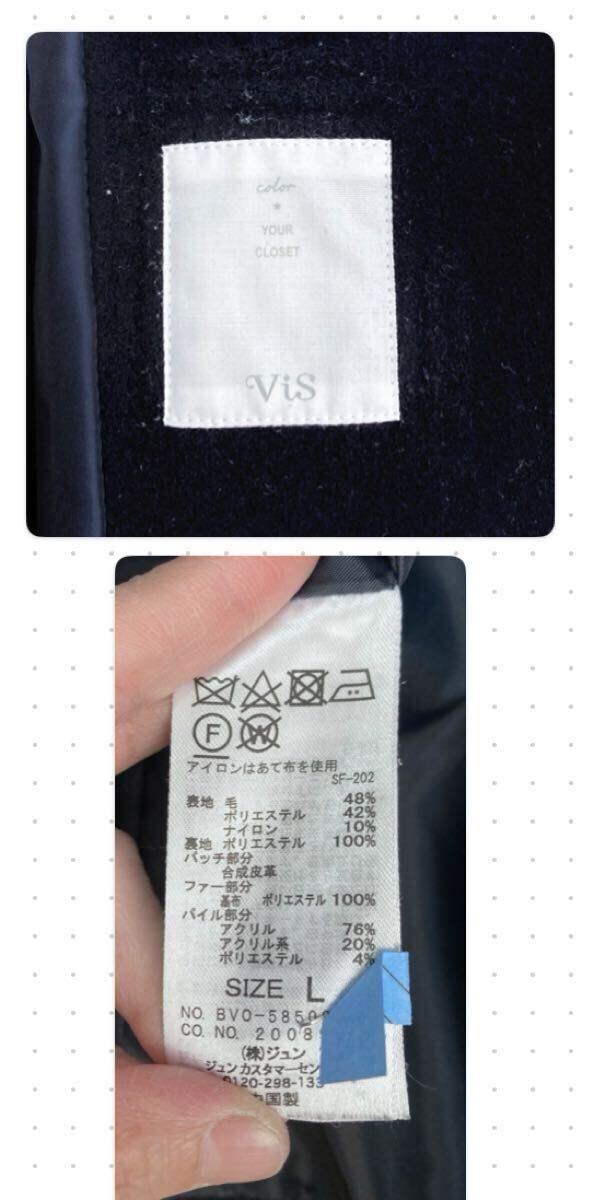 color
*
YOUR
CLOSET
ViS
F
W
アイロンはあて布を使用
SF-202
表地 毛 48%
ポリエステル 42%
ナイロン 10%
裏地 ポリエステル 100%
パッチ部分
合成皮革
ファー部分
基布 ポリエステル 100%
パイル部分
アクリル 76%
アクリル系 20%
ポリエステル 4%
SIZE L
NO. BVO-5850
CO. NO. 2008
(株)ジュン
ジュンカスタマーセン
0120-298-133
中国製